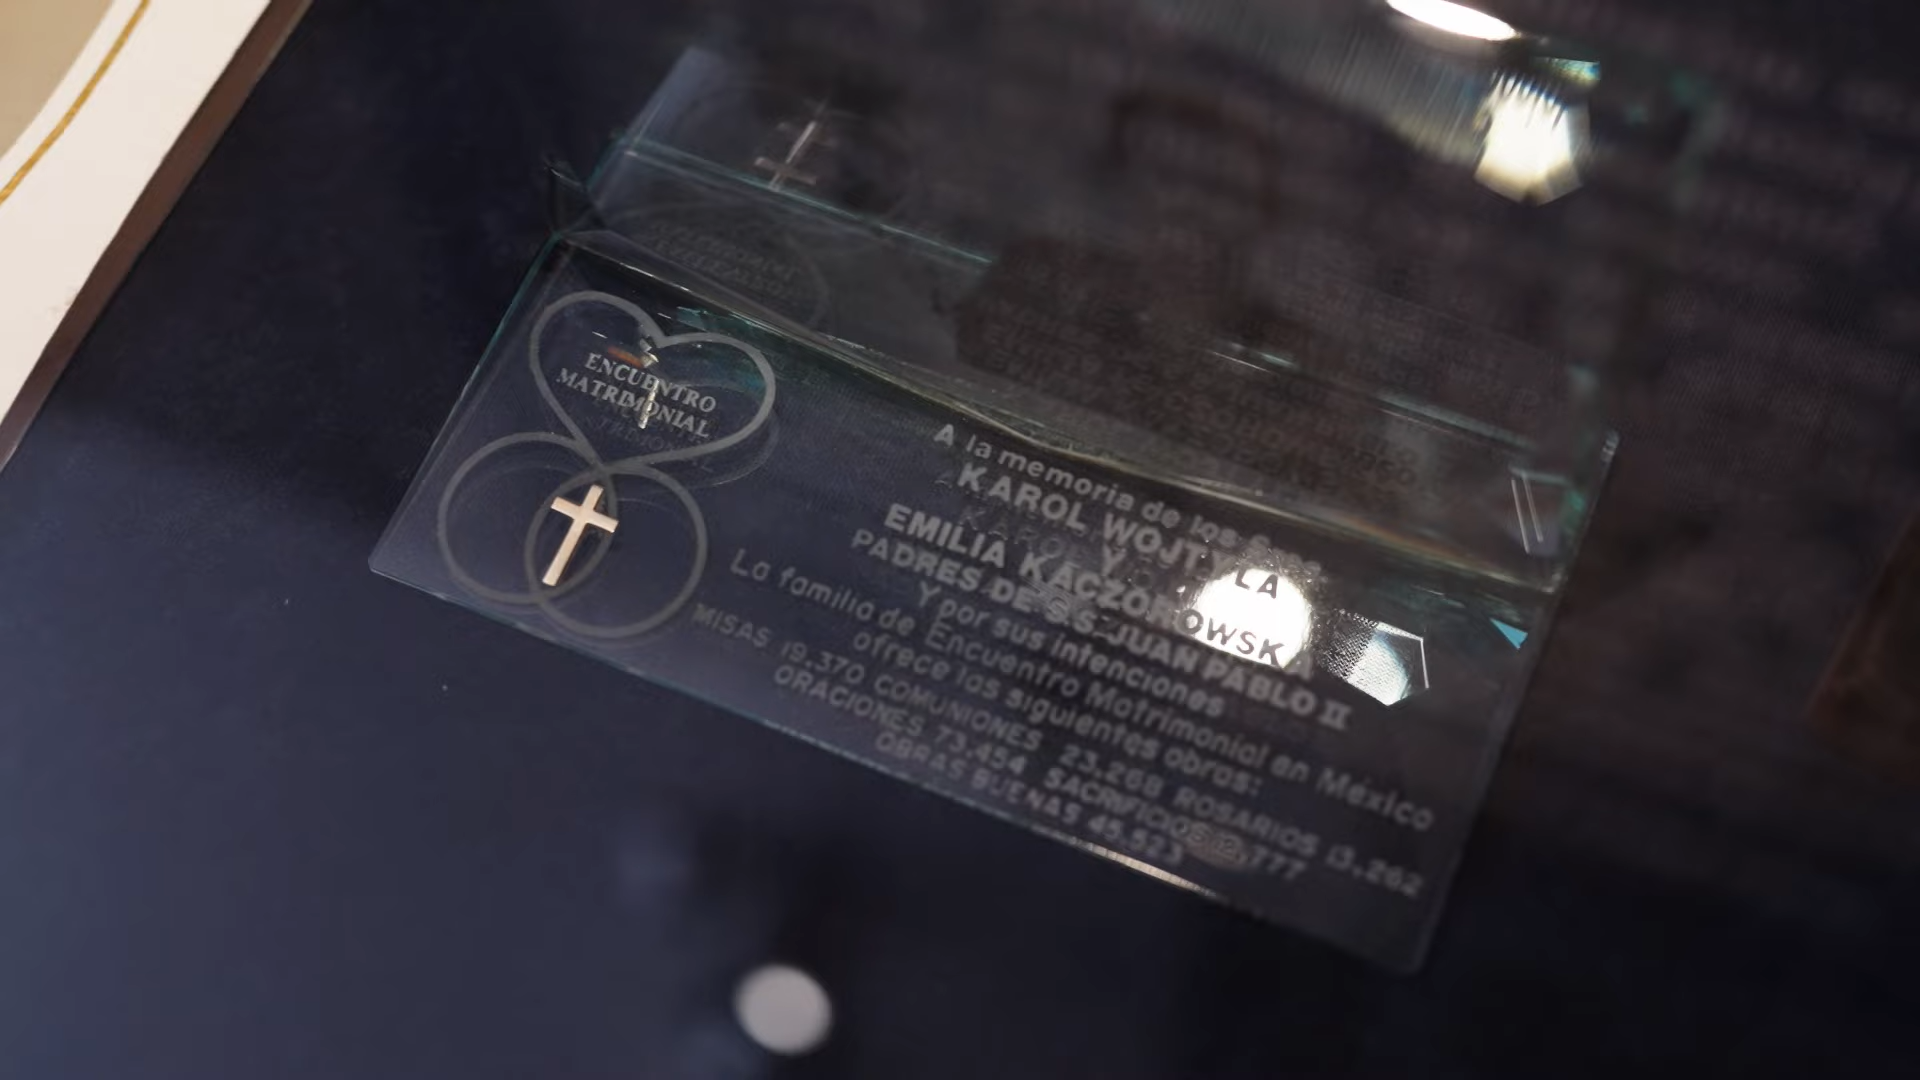 ENCUENTRO
MATRIMONIAL
A la memoria de los
KAROL WOJTYLA
Y
EMILIA KACZOROWSKA
PADRES DE S.S. JUAN PABLO II
Y por sus intenciones
La familia de Encuentro Matrimonial en México
ofrece las siguientes obras:
MISAS 19,370 COMUNIONES 23,268 ROSARIOS 13,262
ORACIONES 73,454 SACRIFICIOS 12,777
OBRAS BUENAS 45,523